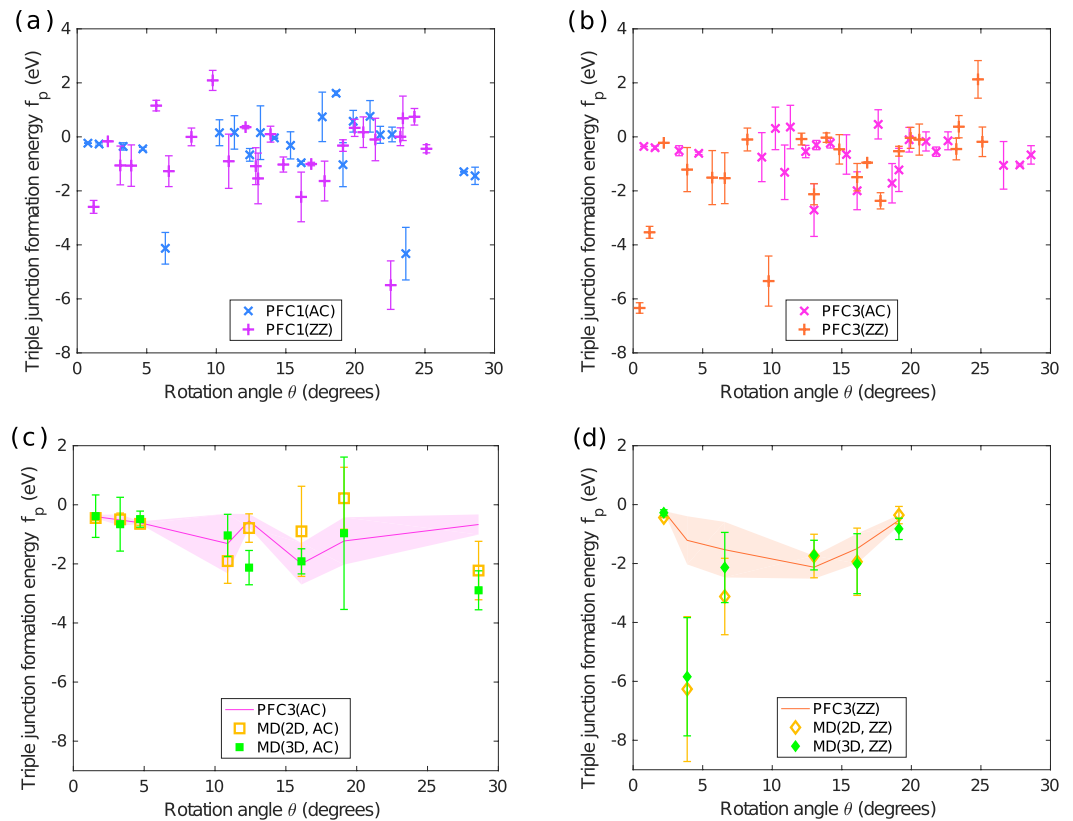 (a)
Triple junction formation energy f_p (eV)
4
2
0
-2
-4
-6
-8
PFC1(AC)
PFC1(ZZ)
0 5 10 15 20 25 30
Rotation angle θ (degrees)
(b)
Triple junction formation energy f_p (eV)
4
2
0
-2
-4
-6
-8
PFC3(AC)
PFC3(ZZ)
0 5 10 15 20 25 30
Rotation angle θ (degrees)
(c)
Triple junction formation energy f_p (eV)
2
0
-2
-4
-6
-8
PFC3(AC)
MD(2D, AC)
MD(3D, AC)
0 5 10 15 20 25 30
Rotation angle θ (degrees)
(d)
Triple junction formation energy f_p (eV)
2
0
-2
-4
-6
-8
PFC3(ZZ)
MD(2D, ZZ)
MD(3D, ZZ)
0 5 10 15 20 25 30
Rotation angle θ (degrees)